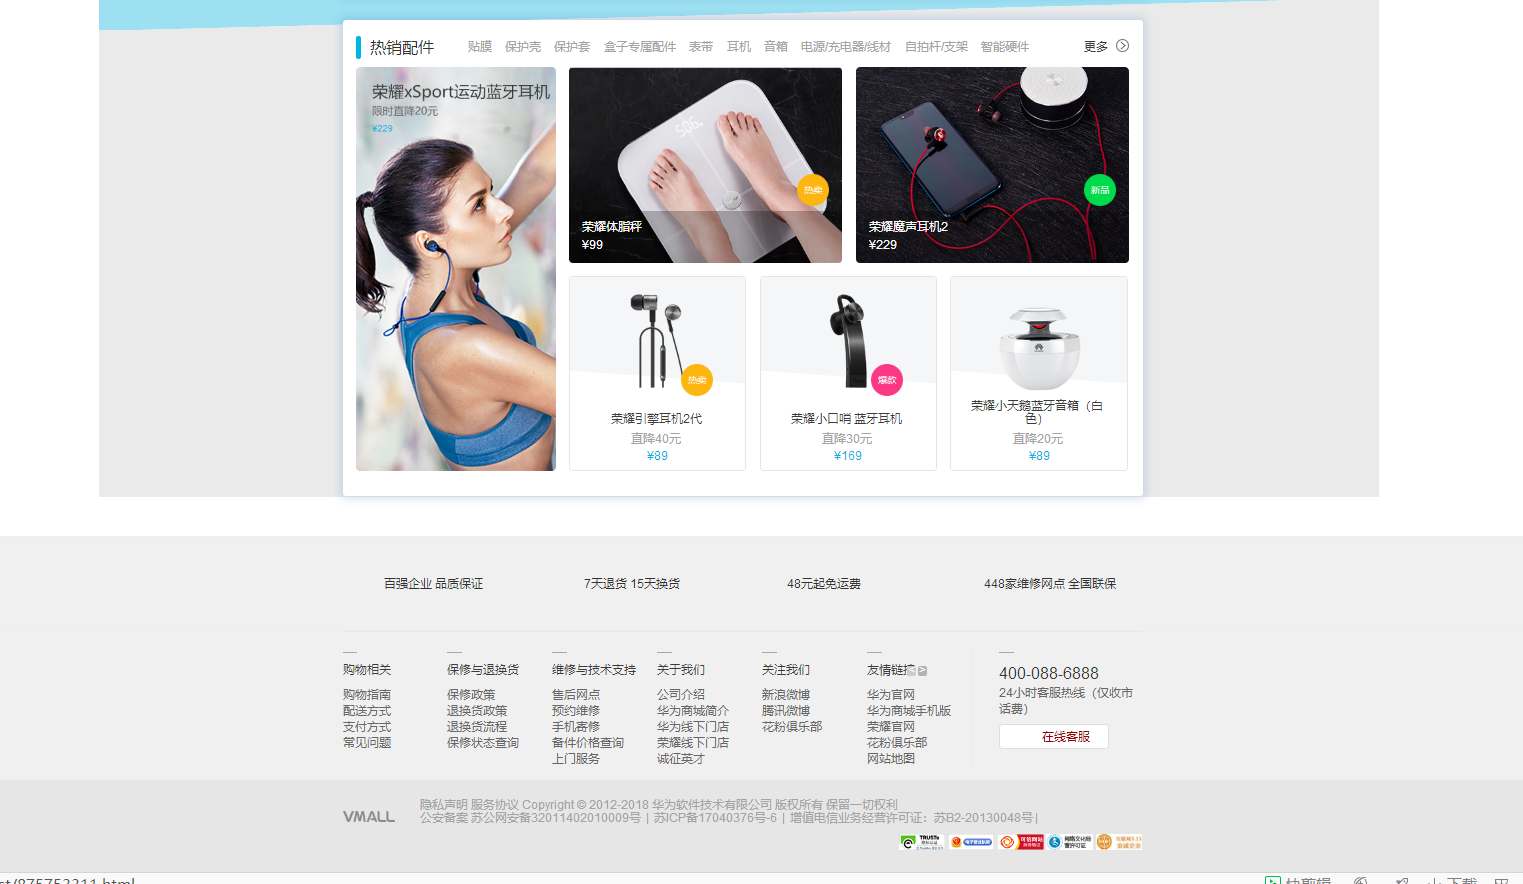 热销配件 贴膜 保护壳 保护套 盒子专属配件 表带 耳机 音箱 电源/充电器/线材 自拍杆/支架 智能硬件 更多
荣耀xSport运动蓝牙耳机
限时直降20元
¥229
热卖
荣耀体脂秤
¥99
新品
荣耀魔声耳机2
¥229
热卖
荣耀引擎耳机2代
直降40元
¥89
爆款
荣耀小口哨 蓝牙耳机
直降30元
¥169
荣耀小天鹅蓝牙音箱（白
色）
直降20元
¥89
百强企业 品质保证 7天退货 15天换货 48元起免运费 448家维修网点 全国联保
购物相关
购物指南
配送方式
支付方式
常见问题
保修与退换货
保修政策
退换货政策
退换货流程
保修状态查询
维修与技术支持
售后网点
预约维修
手机寄修
备件价格查询
上门服务
关于我们
公司介绍
华为商城简介
华为线下门店
荣耀线下门店
诚征英才
关注我们
新浪微博
腾讯微博
花粉俱乐部
友情链接
华为官网
华为商城手机版
荣耀官网
花粉俱乐部
网站地图
400-088-6888
24小时客服热线（仅收市
话费）
在线客服
VMALL
隐私声明 服务协议 Copyright © 2012-2018 华为软件技术有限公司 版权所有 保留一切权利
公安备案 苏公网安备32011402010009号 | 苏ICP备17040376号-6 | 增值电信业务经营许可证：苏B2-20130048号 |
TRUSTe
可信网站
网络文化经
营许可证